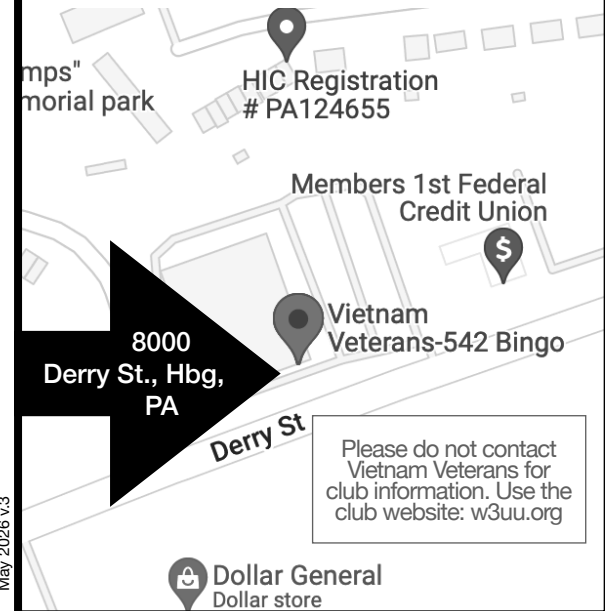 mps"
morial park
HIC Registration
# PA124655
Members 1st Federal
Credit Union
$
Vietnam
Veterans-542 Bingo
8000
Derry St., Hbg,
PA
Derry St
Please do not contact
Vietnam Veterans for
club information. Use the
club website: w3uu.org
May 2026 v.3
Dollar General
Dollar store